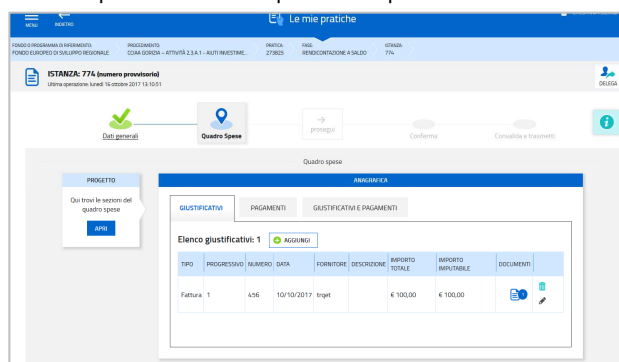 MENU
INDIETRO
Le mie pratiche
FONDO O PROGRAMMA DI RIFERIMENTO:
FONDO EUROPEO DI SVILUPPO REGIONALE
PROCEDIMENTO:
CCIAA GORIZIA – ATTIVITÀ 2.3.A.1 - AIUTI INVESTIME...
PRATICA:
273825
FASE:
RENDICONTAZIONE A SALDO
ISTANZA:
774
ISTANZA: 774 (numero provvisorio)
Ultima operazione: lunedì 16 ottobre 2017 13:10:51
DELEGA
Dati generali
Quadro Spese
prosegui
Conferma
Convalida e trasmetti
Quadro spese
PROGETTO
Qui trovi le sezioni del
quadro spese
APRI
ANAGRAFICA
GIUSTIFICATIVI
PAGAMENTI
GIUSTIFICATIVI E PAGAMENTI
Elenco giustificativi: 1
AGGIUNGI
TIPO PROGRESSIVO NUMERO DATA FORNITORE DESCRIZIONE IMPORTO TOTALE IMPORTO IMPUTABILE DOCUMENTI
Fattura 1 456 10/10/2017 trqet € 100,00 € 100,00 1